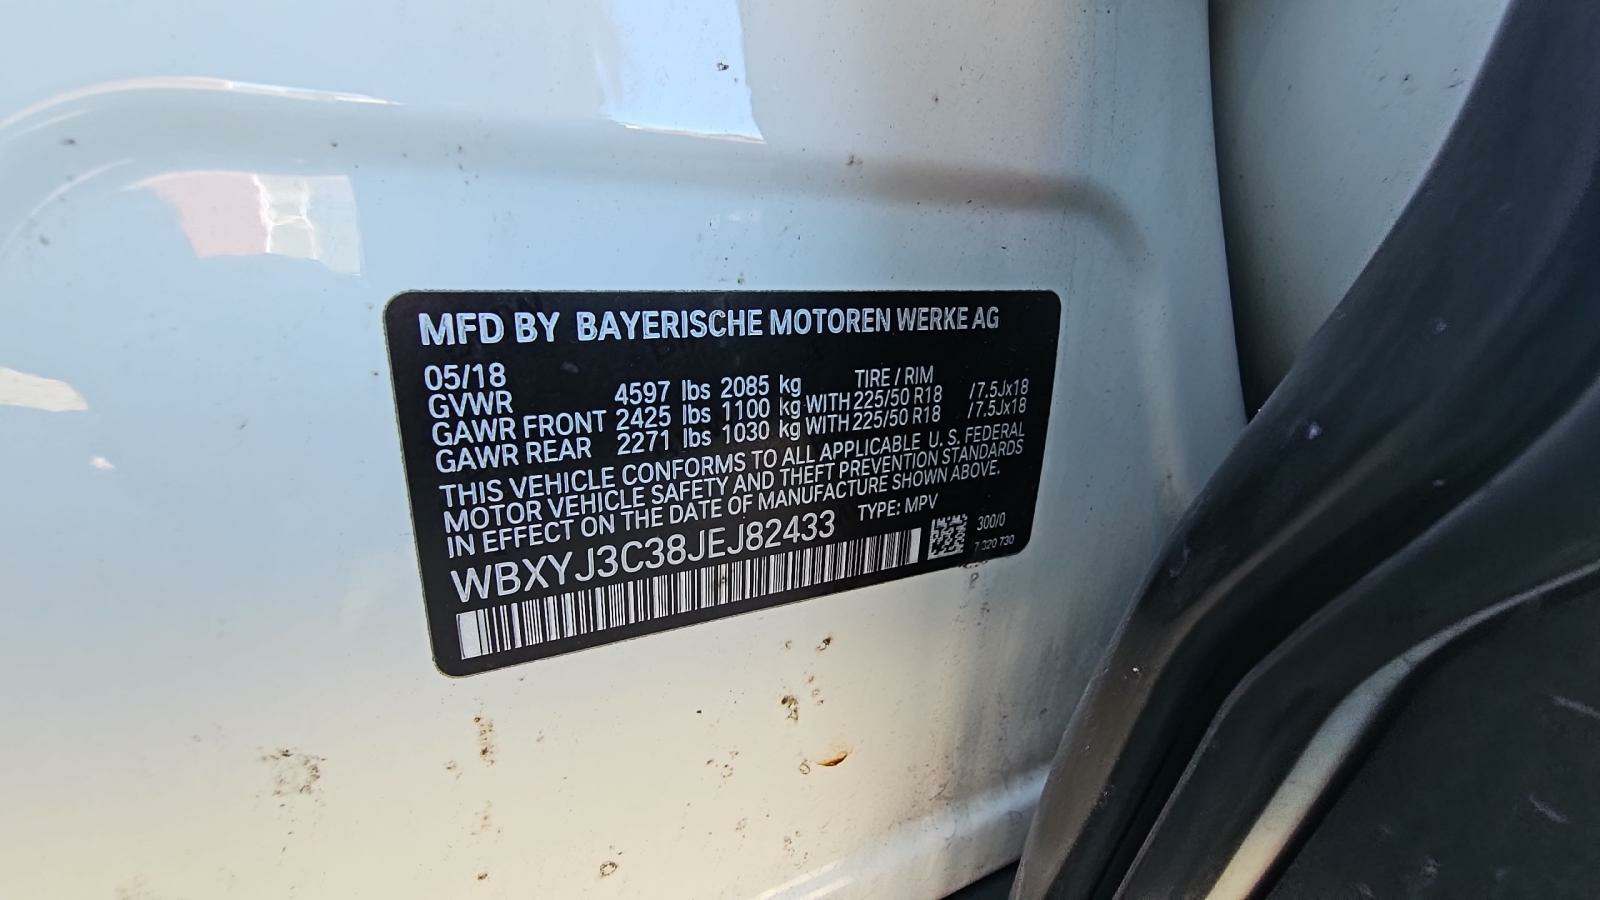 MFD BY BAYERISCHE MOTOREN WERKE AG
05/18 TIRE / RIM
GVWR 4597 lbs 2085 kg
GAWR FRONT 2425 lbs 1100 kg WITH 225/50 R18 /7.5Jx18
GAWR REAR 2271 lbs 1030 kg WITH 225/50 R18 /7.5Jx18
THIS VEHICLE CONFORMS TO ALL APPLICABLE U.S. FEDERAL
MOTOR VEHICLE SAFETY AND THEFT PREVENTION STANDARDS
IN EFFECT ON THE DATE OF MANUFACTURE SHOWN ABOVE.
WBXYJ3C38JEJ82433 TYPE: MPV
300/0
7 320 730